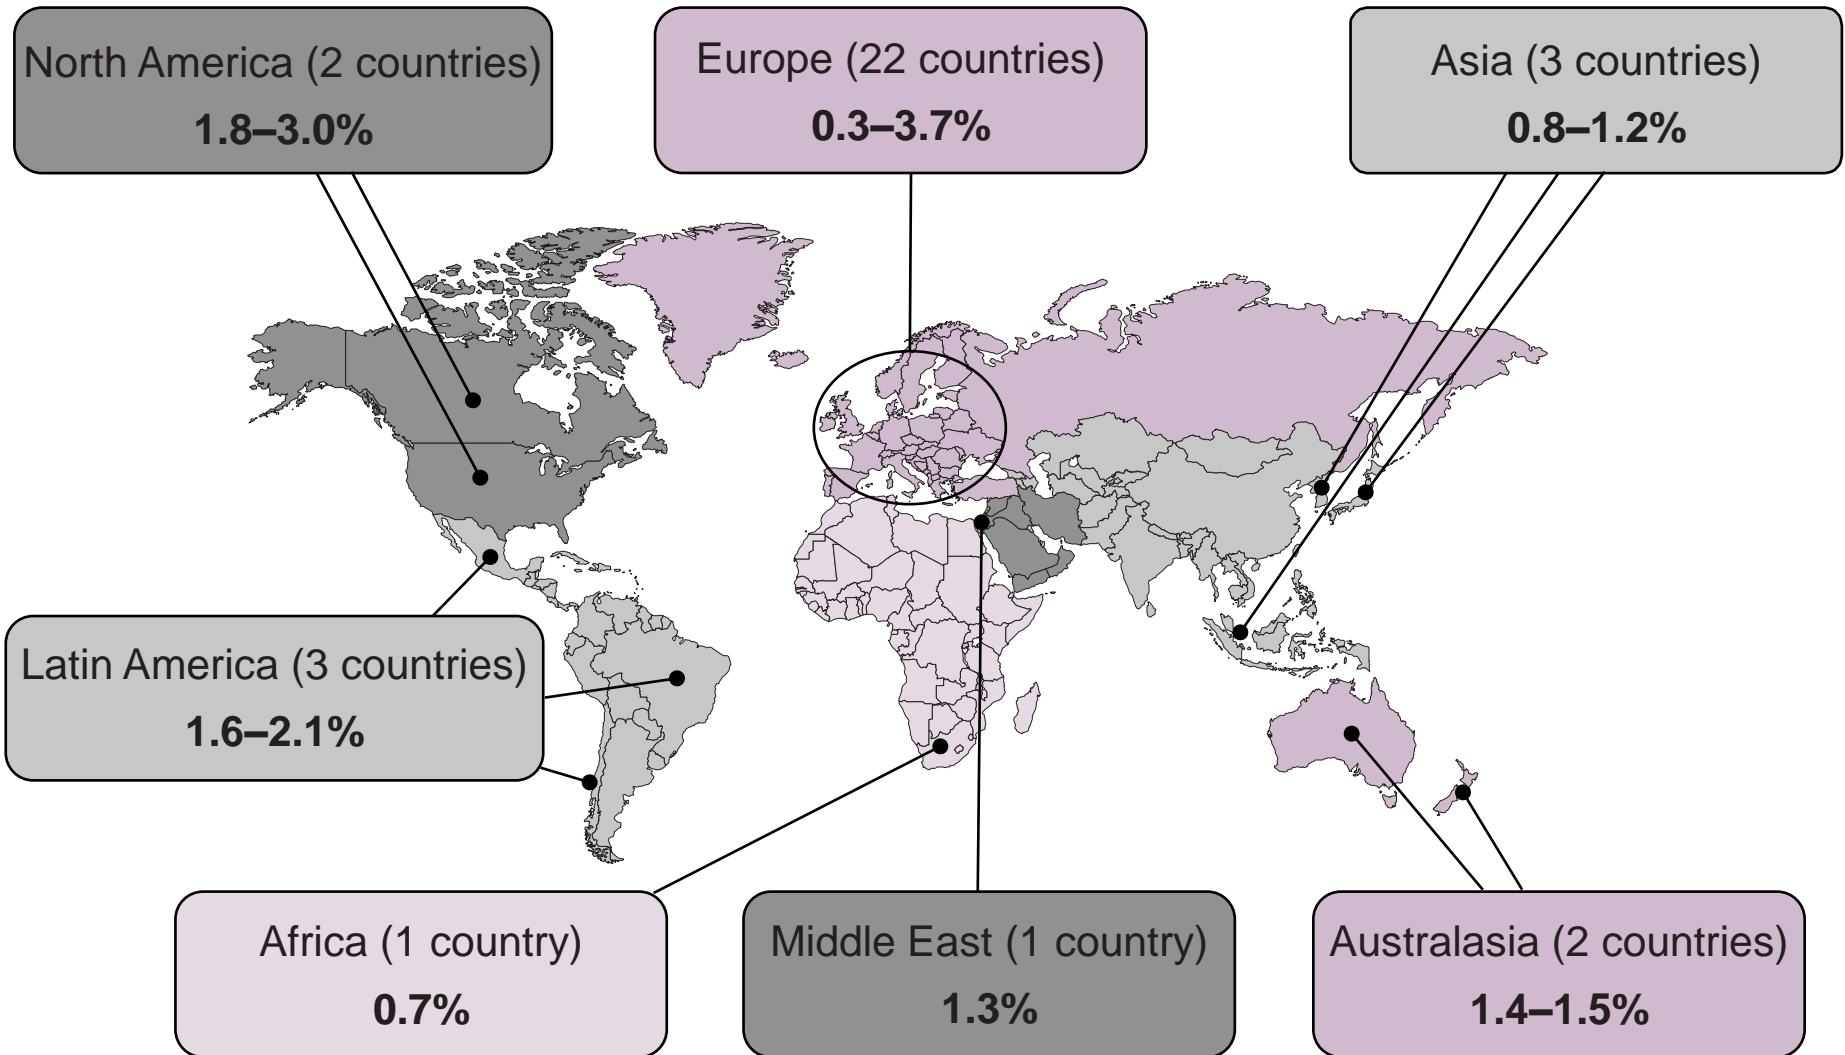 North America (2 countries)
1.8–3.0%
Europe (22 countries)
0.3–3.7%
Asia (3 countries)
0.8–1.2%
Latin America (3 countries)
1.6–2.1%
Africa (1 country)
0.7%
Middle East (1 country)
1.3%
Australasia (2 countries)
1.4–1.5%